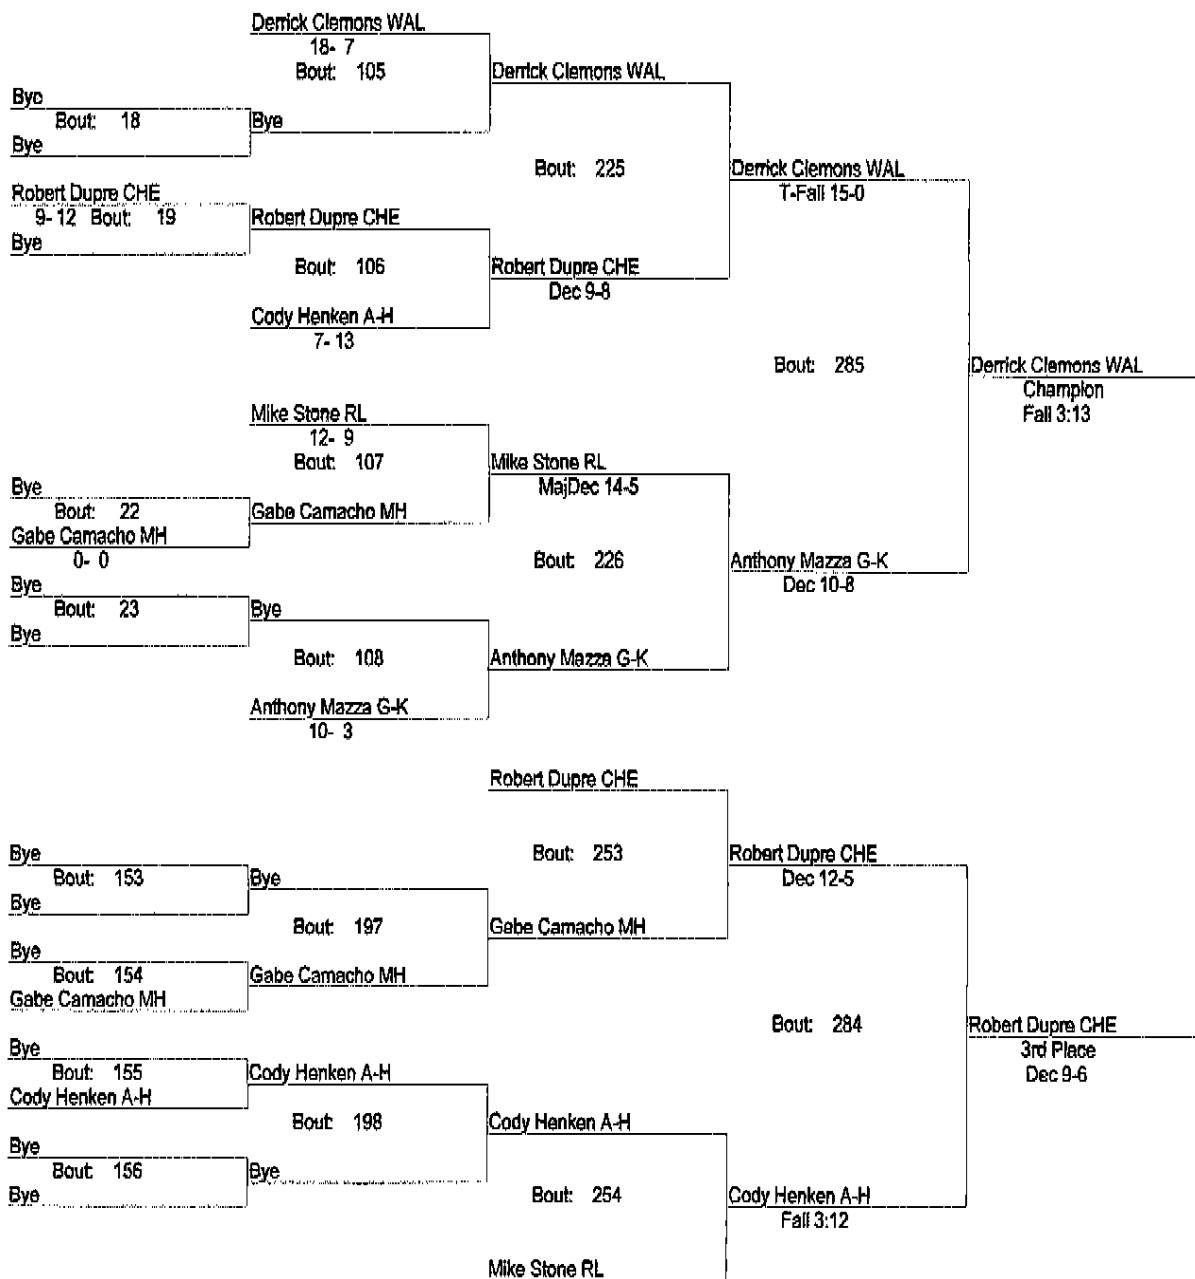 Derrick Clemons WAL
18- 7
Bout: 105
Derrick Clemons WAL
Bye
Bout: 18
Bye
Bye
Bout: 225
Derrick Clemons WAL
T-Fall 15-0
Robert Dupre CHE
9- 12 Bout: 19
Bye
Robert Dupre CHE
Bout: 106
Robert Dupre CHE
Dec 9-8
Cody Henken A-H
7- 13
Bout: 285
Derrick Clemons WAL
Champion
Fall 3:13
Mike Stone RL
12- 9
Bout: 107
Mike Stone RL
MajDec 14-5
Bye
Bout: 22
Gabe Camacho MH
0- 0
Gabe Camacho MH
Bout: 226
Anthony Mazza G-K
Dec 10-8
Bye
Bout: 23
Bye
Bye
Bout: 108
Anthony Mazza G-K
Anthony Mazza G-K
10- 3
Robert Dupre CHE
Bout: 253
Robert Dupre CHE
Dec 12-5
Bye
Bout: 153
Bye
Bye
Bout: 197
Gabe Camacho MH
Bye
Bout: 154
Gabe Camacho MH
Gabe Camacho MH
Bout: 284
Robert Dupre CHE
3rd Place
Dec 9-6
Bye
Bout: 155
Cody Henken A-H
Cody Henken A-H
Bout: 198
Cody Henken A-H
Bye
Bout: 156
Bye
Bye
Bout: 254
Cody Henken A-H
Fall 3:12
Mike Stone RL